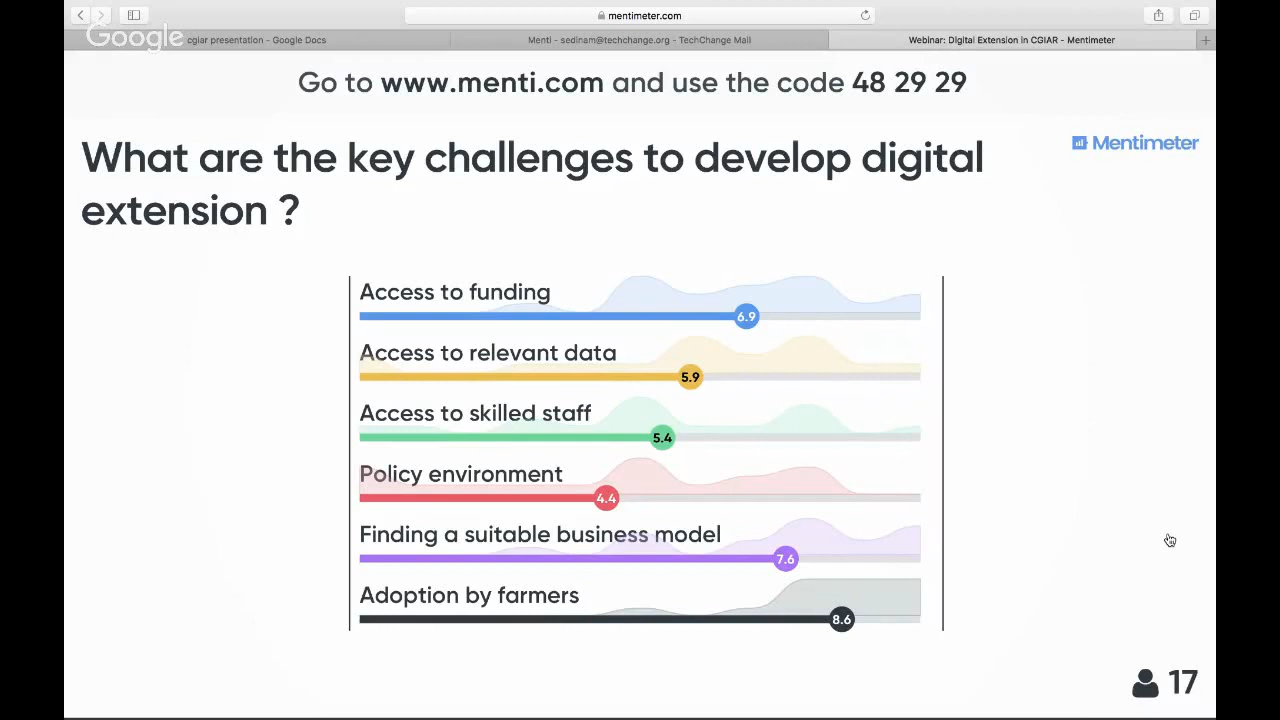 mentimeter.com
Google
cgiar presentation - Google Docs
Menti - sedinam@techchange.org - TechChange Mail
Webinar: Digital Extension in CGIAR - Mentimeter
Go to www.menti.com and use the code 48 29 29
Mentimeter
What are the key challenges to develop digital
extension ?
Access to funding
6.9
Access to relevant data
5.9
Access to skilled staff
5.4
Policy environment
4.4
Finding a suitable business model
7.6
Adoption by farmers
8.6
17